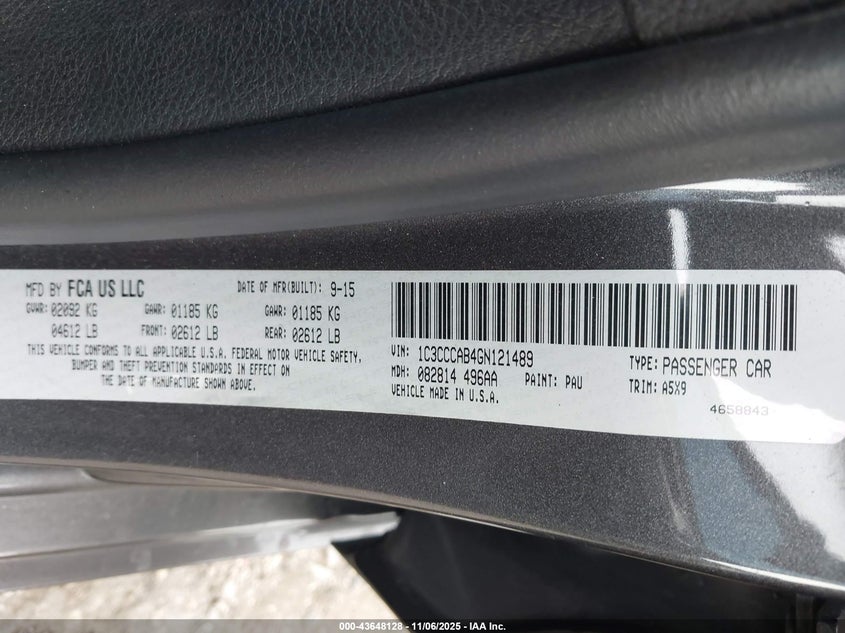 MFD BY FCA US LLC DATE OF MFR(BUILT): 9-15
GVWR: 02092 KG GAWR: 01185 KG GAWR: 01185 KG
04612 LB FRONT: 02612 LB REAR: 02612 LB
THIS VEHICLE CONFORMS TO ALL APPLICABLE U.S.A. FEDERAL MOTOR VEHICLE SAFETY,
BUMPER AND THEFT PREVENTION STANDARDS IN EFFECT ON
THE DATE OF MANUFACTURE SHOWN ABOVE.
VIN: 1C3CCCAB4GN121489 TYPE: PASSENGER CAR
MDH: 082814 496AA PAINT: PAU TRIM: A5X9
VEHICLE MADE IN U.S.A.
4658843
000-43648128 - 11/06/2025 - IAA Inc.